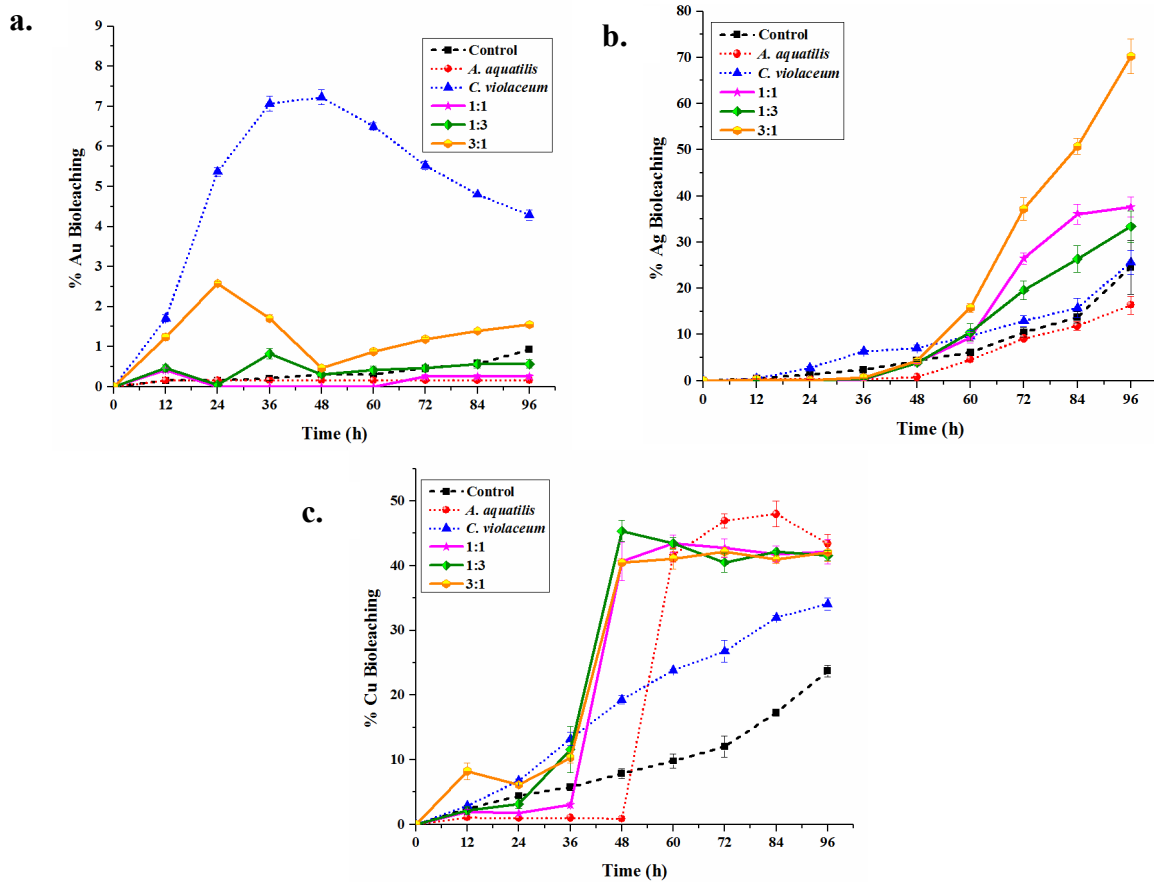 a.
% Au Bioleaching
9
8
7
6
5
4
3
2
1
0
0 12 24 36 48 60 72 84 96
Time (h)
Control
A. aquatilis
C. violaceum
1:1
1:3
3:1
b.
% Ag Bioleaching
80
70
60
50
40
30
20
10
0
0 12 24 36 48 60 72 84 96
Time (h)
Control
A. aquatilis
C. violaceum
1:1
1:3
3:1
c.
% Cu Bioleaching
50
40
30
20
10
0
0 12 24 36 48 60 72 84 96
Time (h)
Control
A. aquatilis
C. violaceum
1:1
1:3
3:1